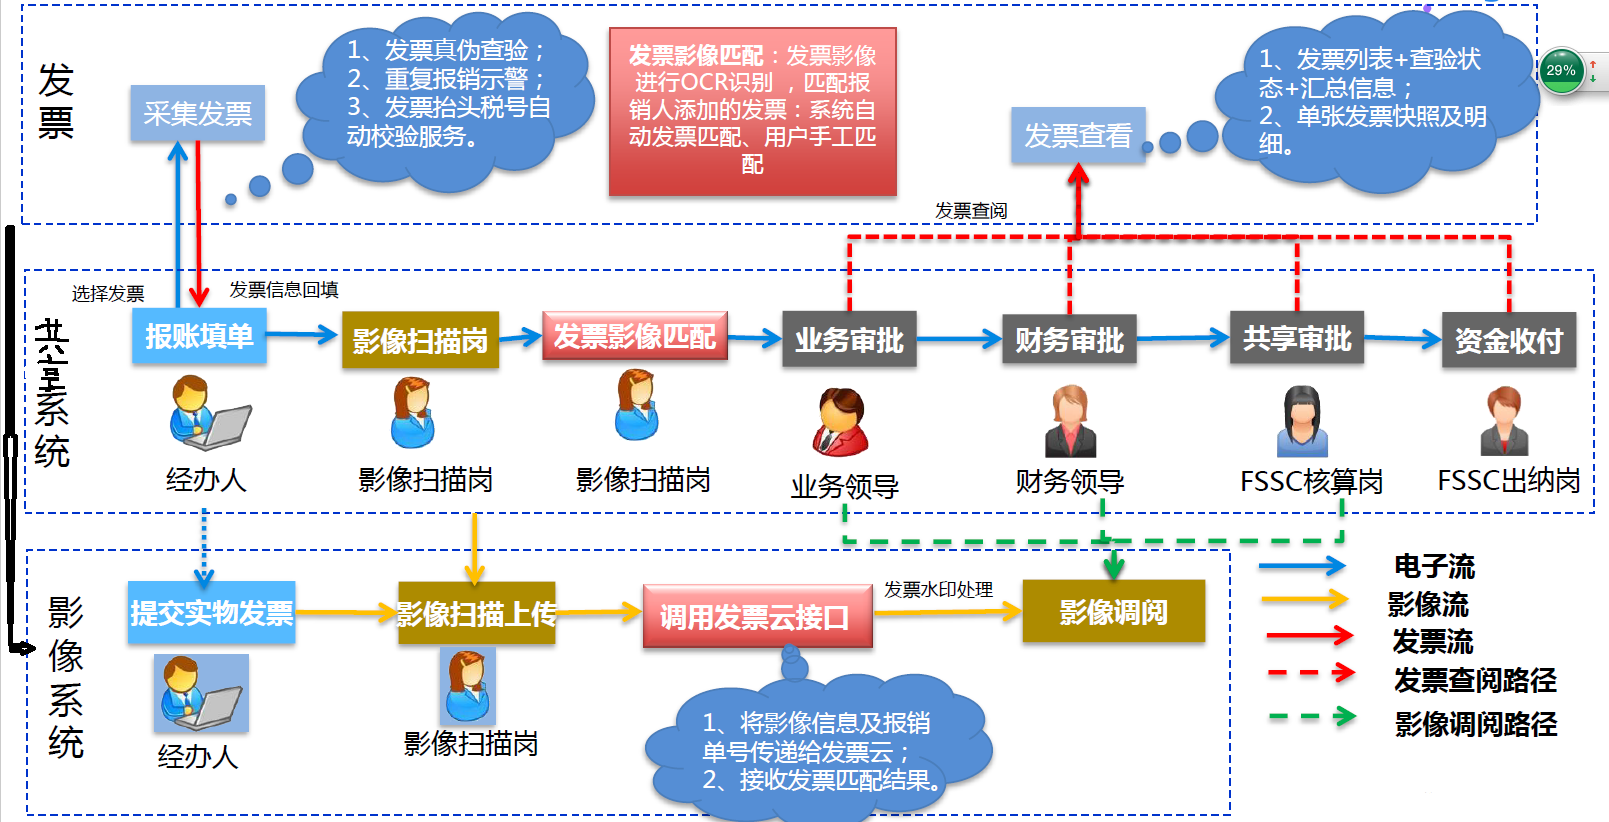 发票
采集发票
1、发票真伪查验；
2、重复报销示警；
3、发票抬头税号自
动校验服务。
发票影像匹配：发票影像
进行OCR识别 ，匹配报
销人添加的发票：系统自
动发票匹配、用户手工匹
配
发票查看
1、发票列表+查验状
态+汇总信息；
2、单张发票快照及明
细。
29%
发票查阅
选择发票
发票信息回填
共享系统
报账填单
影像扫描岗
发票影像匹配
业务审批
财务审批
共享审批
资金收付
经办人
影像扫描岗
影像扫描岗
业务领导
财务领导
FSSC核算岗
FSSC出纳岗
影像系统
提交实物发票
影像扫描上传
调用发票云接口
发票水印处理
影像调阅
经办人
影像扫描岗
1、将影像信息及报销
单号传递给发票云；
2、接收发票匹配结果。
电子流
影像流
发票流
发票查阅路径
影像调阅路径